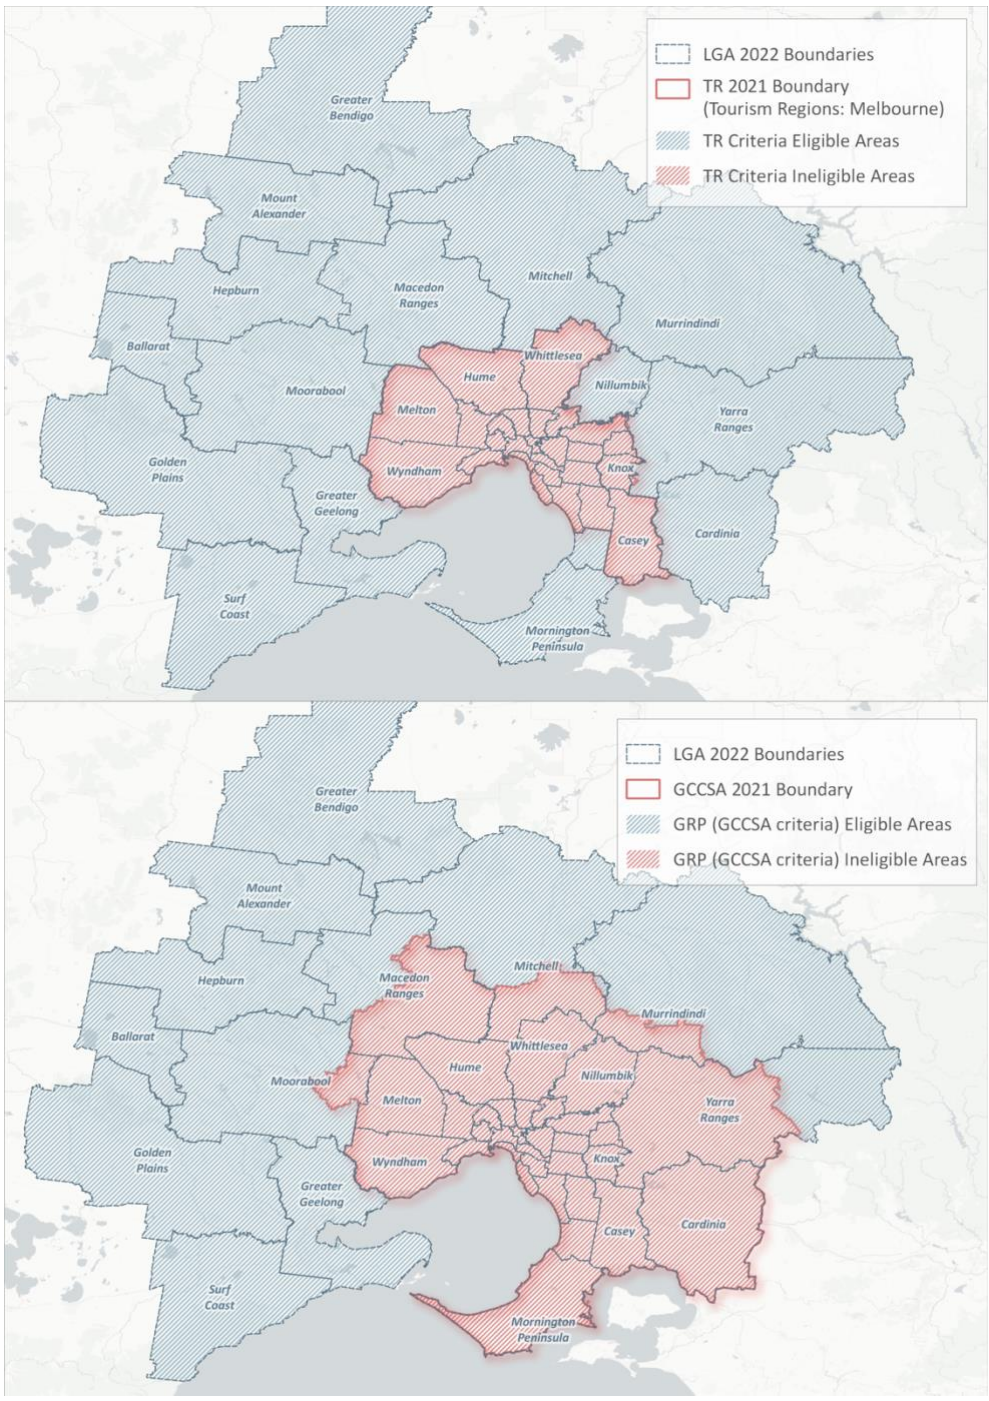 LGA 2022 Boundaries
TR 2021 Boundary
(Tourism Regions: Melbourne)
TR Criteria Eligible Areas
TR Criteria Ineligible Areas
Greater
Bendigo
Mount
Alexander
Hepburn
Macedon
Ranges
Mitchell
Murrindindi
Ballarat
Moorabool
Hume
Whittlesea
Nillumbik
Melton
Yarra
Ranges
Golden
Plains
Wyndham
Knox
Greater
Geelong
Casey
Cardinia
Surf
Coast
Mornington
Peninsula
LGA 2022 Boundaries
GCCSA 2021 Boundary
GRP (GCCSA criteria) Eligible Areas
GRP (GCCSA criteria) Ineligible Areas
Greater
Bendigo
Mount
Alexander
Hepburn
Macedon
Ranges
Mitchell
Murrindindi
Ballarat
Moorabool
Hume
Whittlesea
Nillumbik
Melton
Yarra
Ranges
Golden
Plains
Wyndham
Knox
Greater
Geelong
Casey
Cardinia
Surf
Coast
Mornington
Peninsula